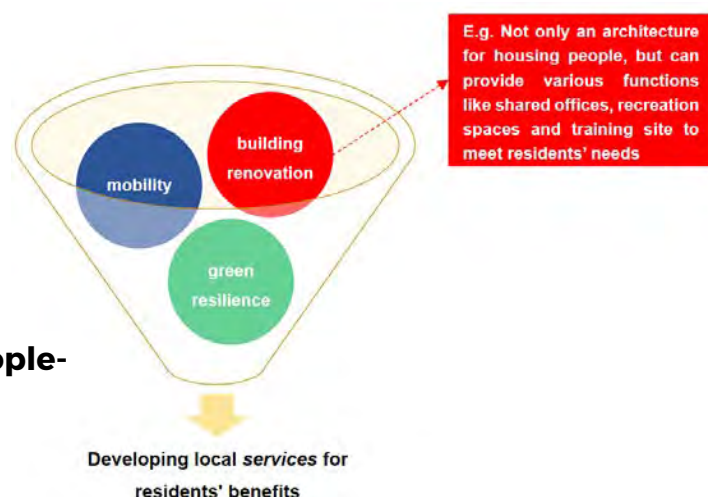 E.g. Not only an architecture
for housing people, but can
provide various functions
like shared offices, recreation
spaces and training site to
meet residents' needs
building
renovation
mobility
green
resilience
ople-
Developing local services for
residents' benefits